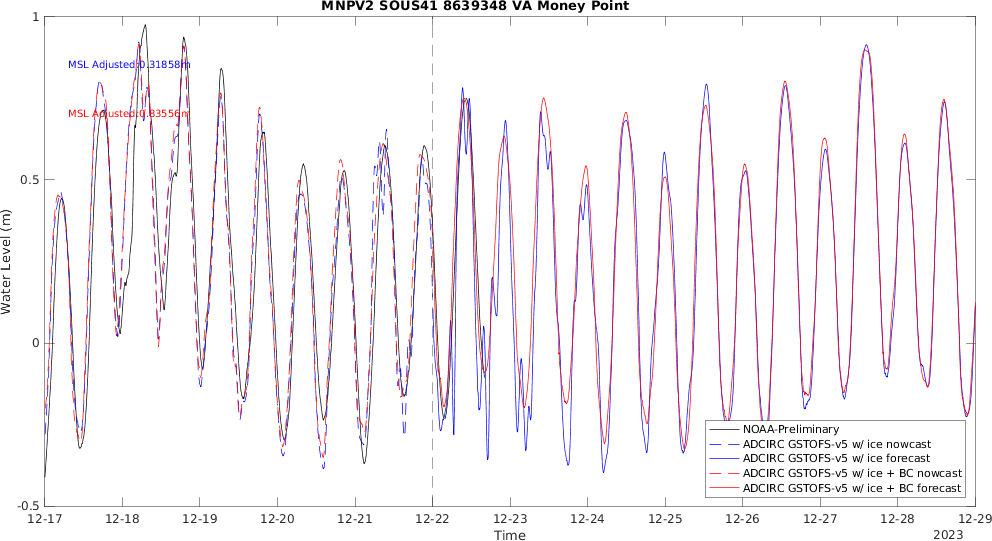 MNPV2 SOUS41 8639348 VA Money Point
1
MSL Adjusted:0.31858m
MSL Adjusted:0.83556m
0.5
Water Level (m)
0
-0.5
NOAA-Preliminary
ADCIRC GSTOFS-v5 w/ ice nowcast
ADCIRC GSTOFS-v5 w/ ice forecast
ADCIRC GSTOFS-v5 w/ ice + BC nowcast
ADCIRC GSTOFS-v5 w/ ice + BC forecast
12-17 12-18 12-19 12-20 12-21 12-22 12-23 12-24 12-25 12-26 12-27 12-28 12-29
Time
2023